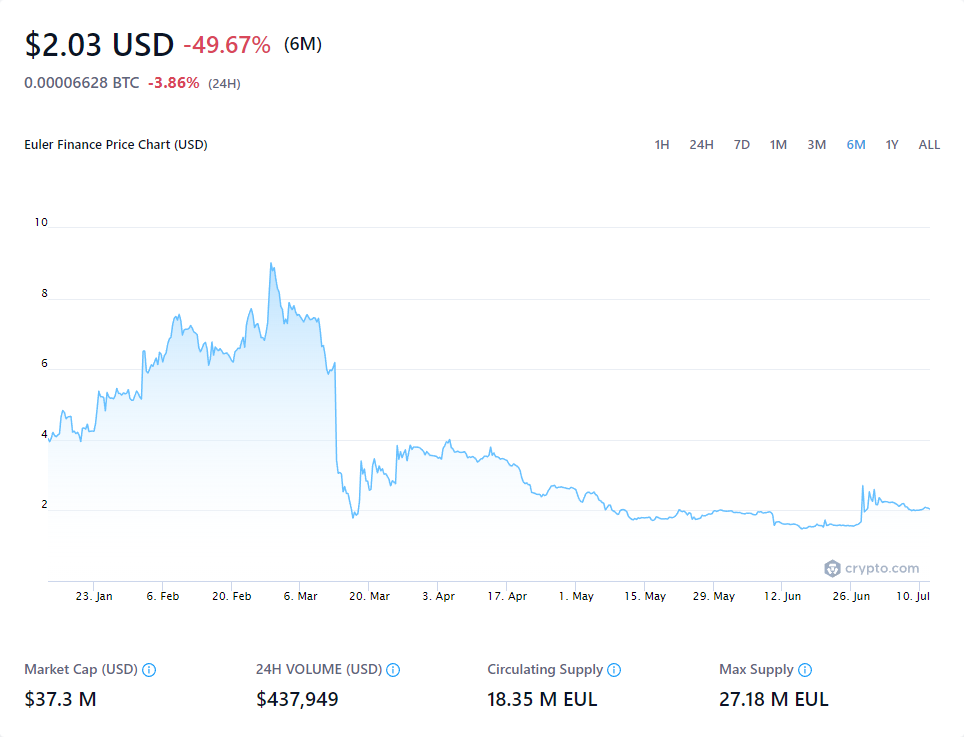 $2.03 USD -49.67% (6M)
0.00006628 BTC -3.86% (24H)
Euler Finance Price Chart (USD) 1H 24H 7D 1M 3M 6M 1Y ALL
10
8
6
4
2
crypto.com
23. Jan 6. Feb 20. Feb 6. Mar 20. Mar 3. Apr 17. Apr 1. May 15. May 29. May 12. Jun 26. Jun 10. Jul
Market Cap (USD) 24H VOLUME (USD) Circulating Supply Max Supply
$37.3 M $437,949 18.35 M EUL 27.18 M EUL